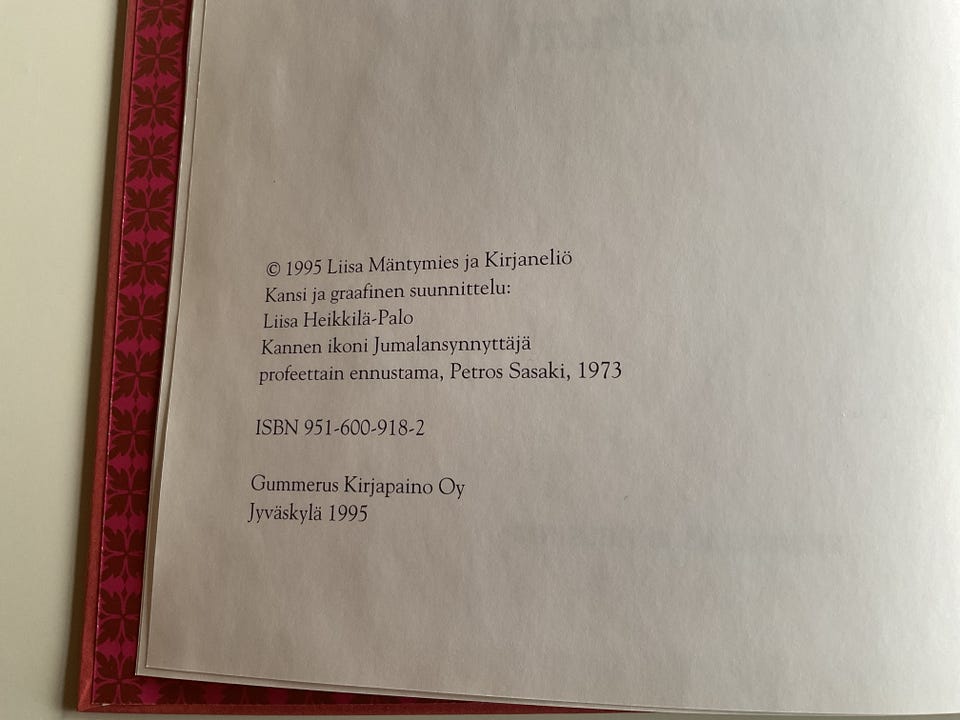 © 1995 Liisa Mäntymies ja Kirjaneliö
Kansi ja graafinen suunnittelu:
Liisa Heikkilä-Palo
Kannen ikoni Jumalansynnyttäjä
profeettain ennustama, Petros Sasaki, 1973
ISBN 951-600-918-2
Gummerus Kirjapaino Oy
Jyväskylä 1995